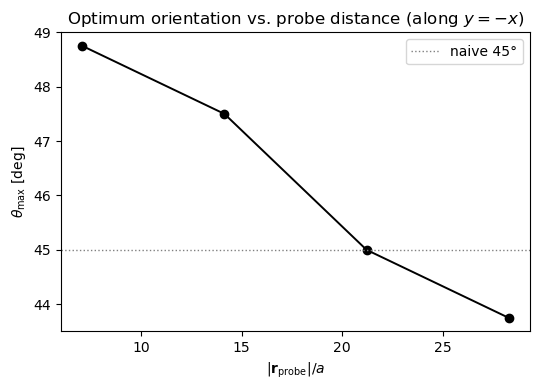 Optimum orientation vs. probe distance (along y = −x)
49
48
47
46
45
44
θmax [deg]
naive 45°
10
15
20
25
|rprobe|/a